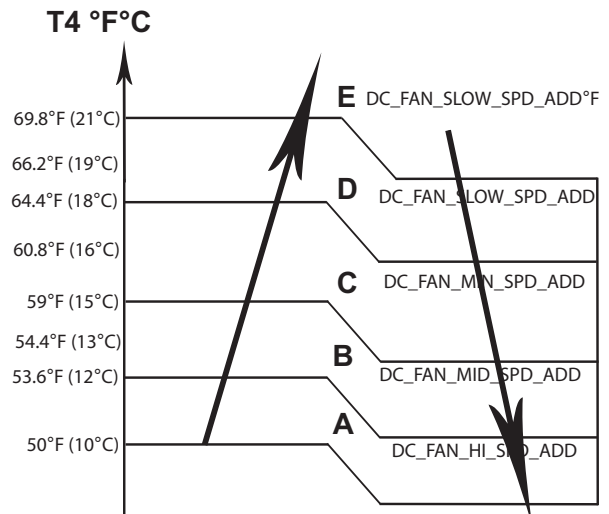 T4 °F°C
E DC_FAN_SLOW_SPD_ADD°F
69.8°F (21°C)
66.2°F (19°C)
D DC_FAN_SLOW_SPD_ADD
64.4°F (18°C)
60.8°F (16°C)
C DC_FAN_MIN_SPD_ADD
59°F (15°C)
54.4°F (13°C)
B DC_FAN_MID_SPD_ADD
53.6°F (12°C)
A DC_FAN_HI_SPD_ADD
50°F (10°C)